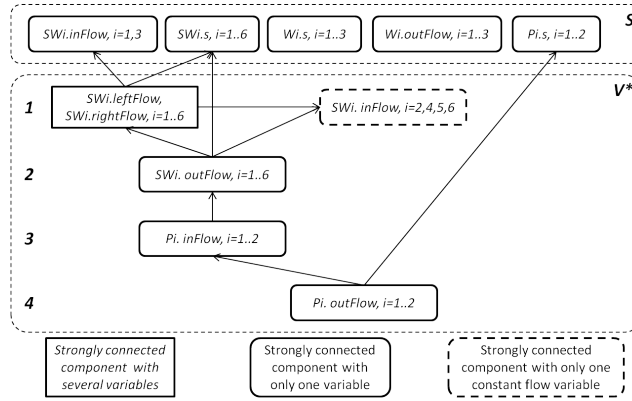 S
SWi.inFlow, i=1,3
SWi.s, i=1..6
Wi.s, i=1..3
Wi.outFlow, i=1..3
Pi.s, i=1..2
V*
1
SWi.leftFlow,
SWi.rightFlow, i=1..6
SWi. inFlow, i=2,4,5,6
2
SWi. outFlow, i=1..6
3
Pi. inFlow, i=1..2
4
Pi. outFlow, i=1..2
Strongly connected
component with
several variables
Strongly connected
component with
only one variable
Strongly connected
component with only one
constant flow variable